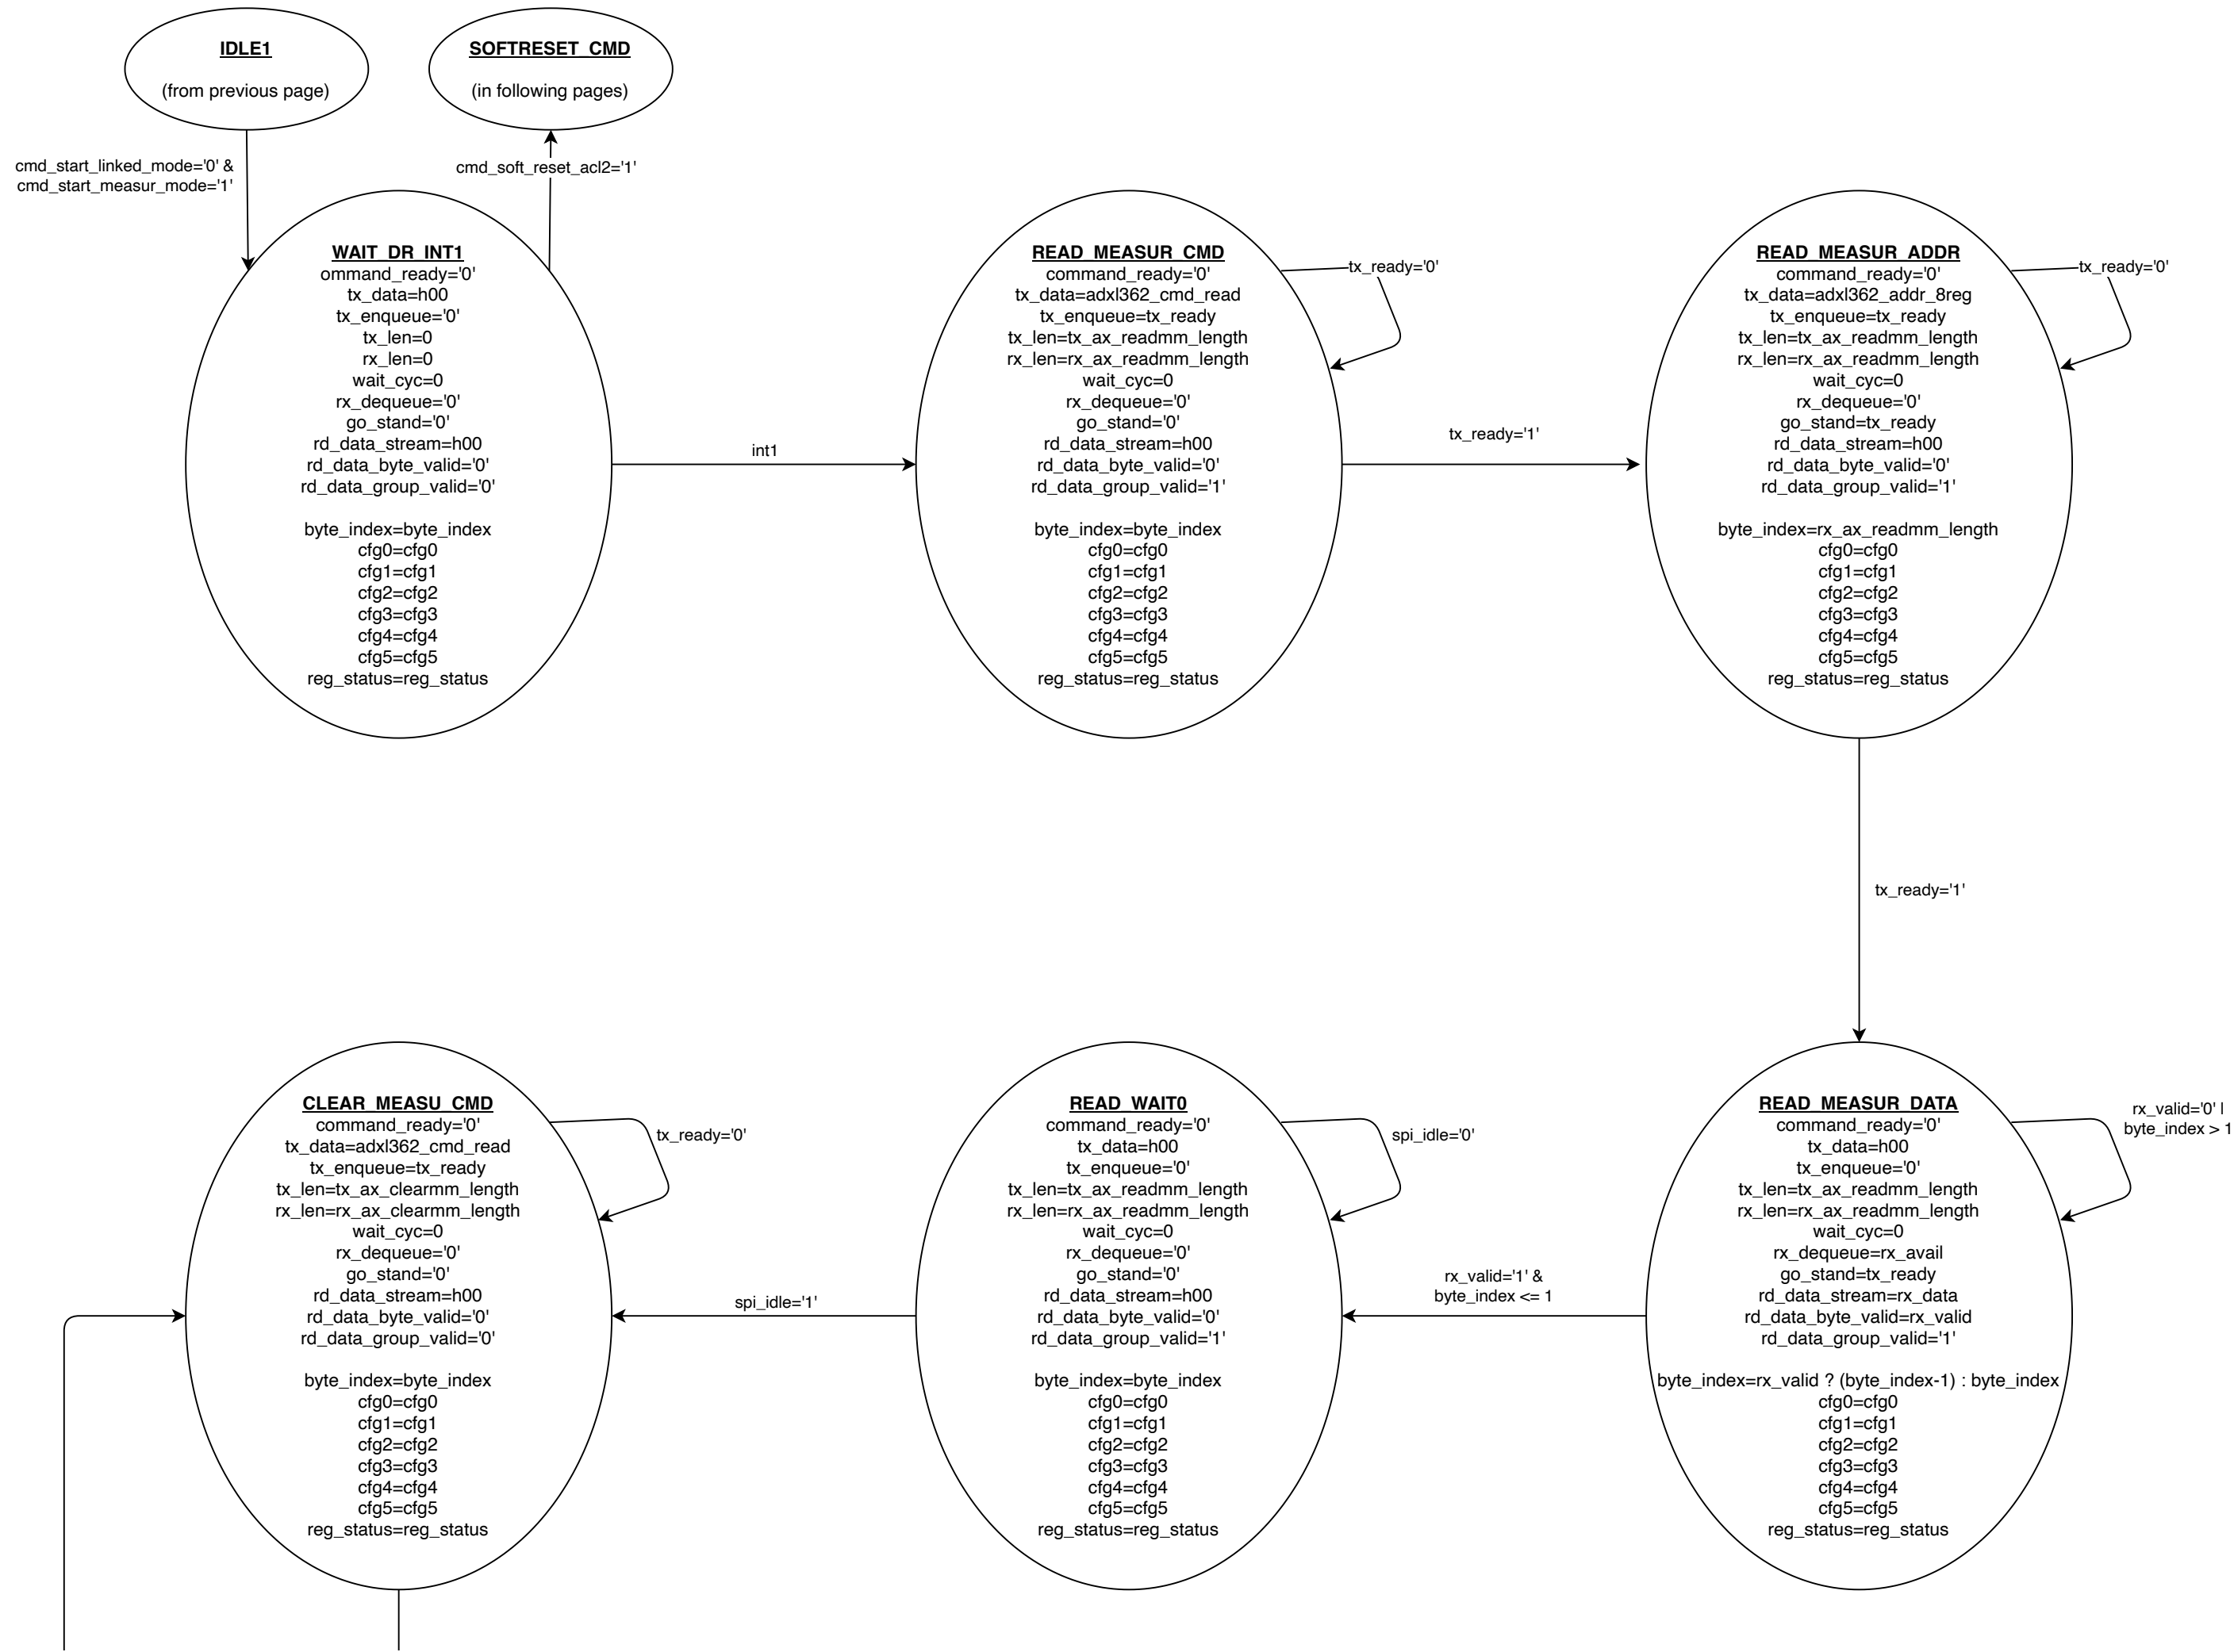 IDLE1
(from previous page)
SOFTRESET_CMD
(in following pages)
cmd_start_linked_mode='0' &
cmd_start_measur_mode='1'
cmd_soft_reset_acl2='1'
WAIT_DR_INT1
ommand_ready='0'
tx_data=h00
tx_enqueue='0'
tx_len=0
rx_len=0
wait_cyc=0
rx_dequeue='0'
go_stand='0'
rd_data_stream=h00
rd_data_byte_valid='0'
rd_data_group_valid='0'
byte_index=byte_index
cfg0=cfg0
cfg1=cfg1
cfg2=cfg2
cfg3=cfg3
cfg4=cfg4
cfg5=cfg5
reg_status=reg_status
int1
READ_MEASUR_CMD
command_ready='0'
tx_data=adxl362_cmd_read
tx_enqueue=tx_ready
tx_len=tx_ax_readmm_length
rx_len=rx_ax_readmm_length
wait_cyc=0
rx_dequeue='0'
go_stand='0'
rd_data_stream=h00
rd_data_byte_valid='0'
rd_data_group_valid='1'
byte_index=byte_index
cfg0=cfg0
cfg1=cfg1
cfg2=cfg2
cfg3=cfg3
cfg4=cfg4
cfg5=cfg5
reg_status=reg_status
tx_ready='0'
tx_ready='1'
READ_MEASUR_ADDR
command_ready='0'
tx_data=adxl362_addr_8reg
tx_enqueue=tx_ready
tx_len=tx_ax_readmm_length
rx_len=rx_ax_readmm_length
wait_cyc=0
rx_dequeue='0'
go_stand=tx_ready
rd_data_stream=h00
rd_data_byte_valid='0'
rd_data_group_valid='1'
byte_index=rx_ax_readmm_length
cfg0=cfg0
cfg1=cfg1
cfg2=cfg2
cfg3=cfg3
cfg4=cfg4
cfg5=cfg5
reg_status=reg_status
tx_ready='0'
tx_ready='1'
CLEAR_MEASU_CMD
command_ready='0'
tx_data=adxl362_cmd_read
tx_enqueue=tx_ready
tx_len=tx_ax_clearmm_length
rx_len=rx_ax_clearmm_length
wait_cyc=0
rx_dequeue='0'
go_stand='0'
rd_data_stream=h00
rd_data_byte_valid='0'
rd_data_group_valid='0'
byte_index=byte_index
cfg0=cfg0
cfg1=cfg1
cfg2=cfg2
cfg3=cfg3
cfg4=cfg4
cfg5=cfg5
reg_status=reg_status
tx_ready='0'
spi_idle='1'
READ_WAIT0
command_ready='0'
tx_data=h00
tx_enqueue='0'
tx_len=tx_ax_readmm_length
rx_len=rx_ax_readmm_length
wait_cyc=0
rx_dequeue='0'
go_stand='0'
rd_data_stream=h00
rd_data_byte_valid='0'
rd_data_group_valid='1'
byte_index=byte_index
cfg0=cfg0
cfg1=cfg1
cfg2=cfg2
cfg3=cfg3
cfg4=cfg4
cfg5=cfg5
reg_status=reg_status
spi_idle='0'
rx_valid='1' &
byte_index <= 1
READ_MEASUR_DATA
command_ready='0'
tx_data=h00
tx_enqueue='0'
tx_len=tx_ax_readmm_length
rx_len=rx_ax_readmm_length
wait_cyc=0
rx_dequeue=rx_avail
go_stand=tx_ready
rd_data_stream=rx_data
rd_data_byte_valid=rx_valid
rd_data_group_valid='1'
byte_index=rx_valid ? (byte_index-1) : byte_index
cfg0=cfg0
cfg1=cfg1
cfg2=cfg2
cfg3=cfg3
cfg4=cfg4
cfg5=cfg5
reg_status=reg_status
rx_valid='0' |
byte_index > 1